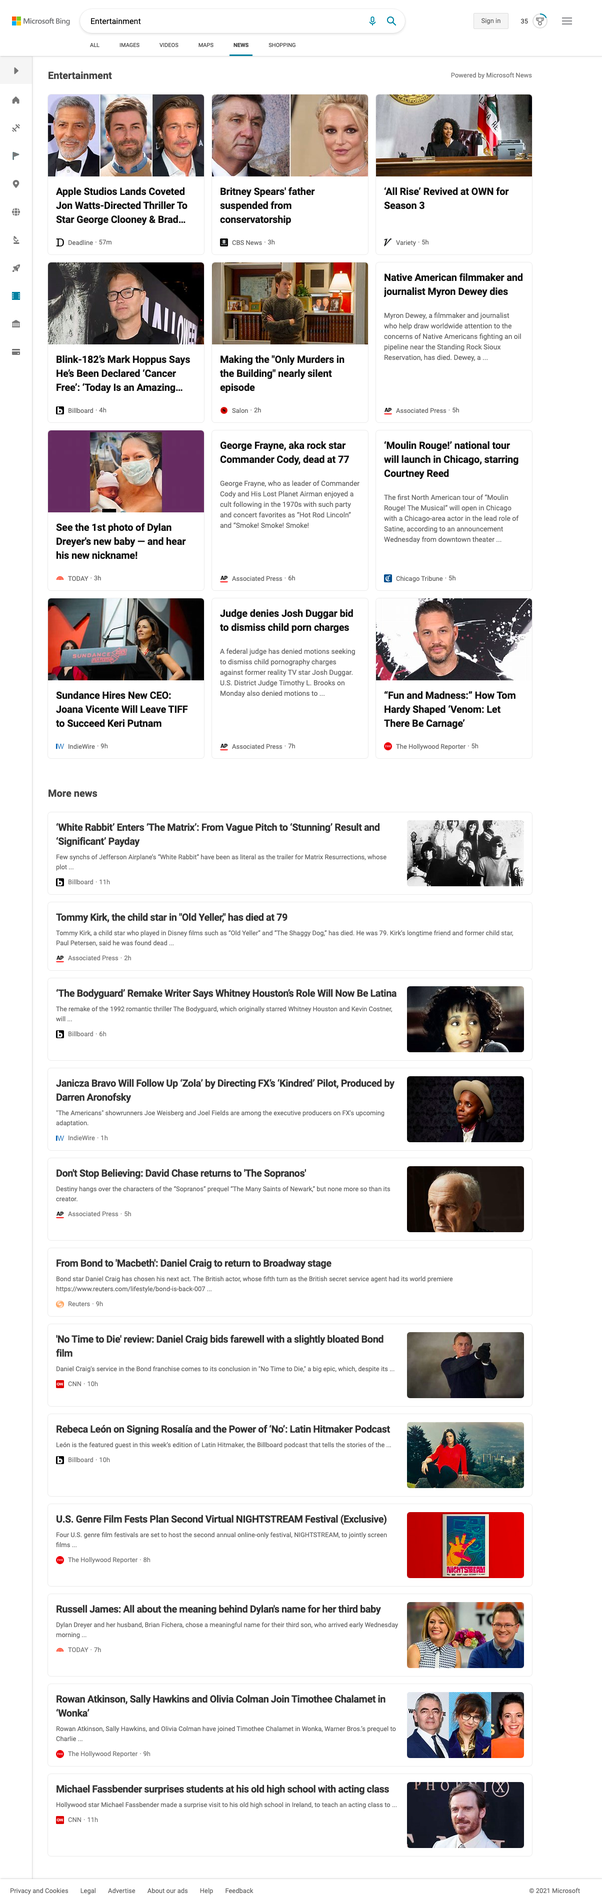 Microsoft Bing
Entertainment
Sign in
35
ALL
IMAGES
VIDEOS
MAPS
NEWS
SHOPPING
Entertainment
Powered by Microsoft News
Apple Studios Lands Coveted
Jon Watts-Directed Thriller To
Star George Clooney & Brad...
Deadline · 57m
Britney Spears' father
suspended from
conservatorship
CBS News · 3h
'All Rise' Revived at OWN for
Season 3
Variety · 5h
Blink-182's Mark Hoppus Says
He's Been Declared 'Cancer
Free': 'Today Is an Amazing...
Billboard · 4h
Making the "Only Murders in
the Building" nearly silent
episode
Salon · 2h
Native American filmmaker and
journalist Myron Dewey dies
Myron Dewey, a filmmaker and journalist
who help draw worldwide attention to the
concerns of Native Americans fighting an oil
pipeline near the Standing Rock Sioux
Reservation, has died. Dewey, a ...
AP Associated Press · 5h
See the 1st photo of Dylan
Dreyer's new baby — and hear
his new nickname!
TODAY · 3h
George Frayne, aka rock star
Commander Cody, dead at 77
George Frayne, who as leader of Commander
Cody and His Lost Planet Airman enjoyed a
cult following in the 1970s with such party
and concert favorites as "Hot Rod Lincoln"
and "Smoke! Smoke! Smoke!
AP Associated Press · 6h
'Moulin Rouge!' national tour
will launch in Chicago, starring
Courtney Reed
The first North American tour of "Moulin
Rouge! The Musical" will open in Chicago
with a Chicago-area actor in the lead role of
Satine, according to an announcement
Wednesday from downtown theater ...
Chicago Tribune · 5h
SUNDANCE
Sundance Hires New CEO:
Joana Vicente Will Leave TIFF
to Succeed Keri Putnam
IW IndieWire · 9h
Judge denies Josh Duggar bid
to dismiss child porn charges
A federal judge has denied motions seeking
to dismiss child pornography charges
against former reality TV star Josh Duggar.
U.S. District Judge Timothy L. Brooks on
Monday also denied motions to ...
AP Associated Press · 7h
"Fun and Madness:" How Tom
Hardy Shaped 'Venom: Let
There Be Carnage'
The Hollywood Reporter · 5h
More news
'White Rabbit' Enters 'The Matrix': From Vague Pitch to 'Stunning' Result and
'Significant' Payday
Few synchs of Jefferson Airplane's "White Rabbit" have been as literal as the trailer for Matrix Resurrections, whose
plot ...
Billboard · 11h
Tommy Kirk, the child star in "Old Yeller," has died at 79
Tommy Kirk, a child star who played in Disney films such as "Old Yeller" and "The Shaggy Dog," has died. He was 79. Kirk's longtime friend and former child star,
Paul Petersen, said he was found dead ...
AP Associated Press · 2h
'The Bodyguard' Remake Writer Says Whitney Houston's Role Will Now Be Latina
The remake of the 1992 romantic thriller The Bodyguard, which originally starred Whitney Houston and Kevin Costner,
will ...
Billboard · 6h
Janicza Bravo Will Follow Up 'Zola' by Directing FX's 'Kindred' Pilot, Produced by
Darren Aronofsky
"The Americans" showrunners Joe Weisberg and Joel Fields are among the executive producers on FX's upcoming
adaptation.
IW IndieWire · 1h
Don't Stop Believing: David Chase returns to 'The Sopranos'
Destiny hangs over the characters of the "Sopranos" prequel "The Many Saints of Newark," but none more so than its
creator.
AP Associated Press · 5h
From Bond to 'Macbeth': Daniel Craig to return to Broadway stage
Bond star Daniel Craig has chosen his next act. The British actor, whose fifth turn as the British secret service agent had its world premiere
https://www.reuters.com/lifestyle/bond-is-back-007 ...
Reuters · 9h
'No Time to Die' review: Daniel Craig bids farewell with a slightly bloated Bond
film
Daniel Craig's service in the Bond franchise comes to its conclusion in "No Time to Die," a big epic, which, despite its ...
CNN · 10h
Rebeca León on Signing Rosalía and the Power of 'No': Latin Hitmaker Podcast
León is the featured guest in this week's edition of Latin Hitmaker, the Billboard podcast that tells the stories of the ...
Billboard · 10h
U.S. Genre Film Fests Plan Second Virtual NIGHTSTREAM Festival (Exclusive)
Four U.S. genre film festivals are set to host the second annual online-only festival, NIGHTSTREAM, to jointly screen
films ...
The Hollywood Reporter · 8h
NIGHTSTREAM
Russell James: All about the meaning behind Dylan's name for her third baby
Dylan Dreyer and her husband, Brian Fichera, chose a meaningful name for their third son, who arrived early Wednesday
morning ...
TODAY · 7h
Rowan Atkinson, Sally Hawkins and Olivia Colman Join Timothee Chalamet in
'Wonka'
Rowan Atkinson, Sally Hawkins, and Olivia Colman have joined Timothee Chalamet in Wonka, Warner Bros.'s prequel to
Charlie ...
The Hollywood Reporter · 9h
Michael Fassbender surprises students at his old high school with acting class
Hollywood star Michael Fassbender made a surprise visit to his old high school in Ireland, to teach an acting class to ...
CNN · 11h
Privacy and Cookies
Legal
Advertise
About our ads
Help
Feedback
© 2021 Microsoft